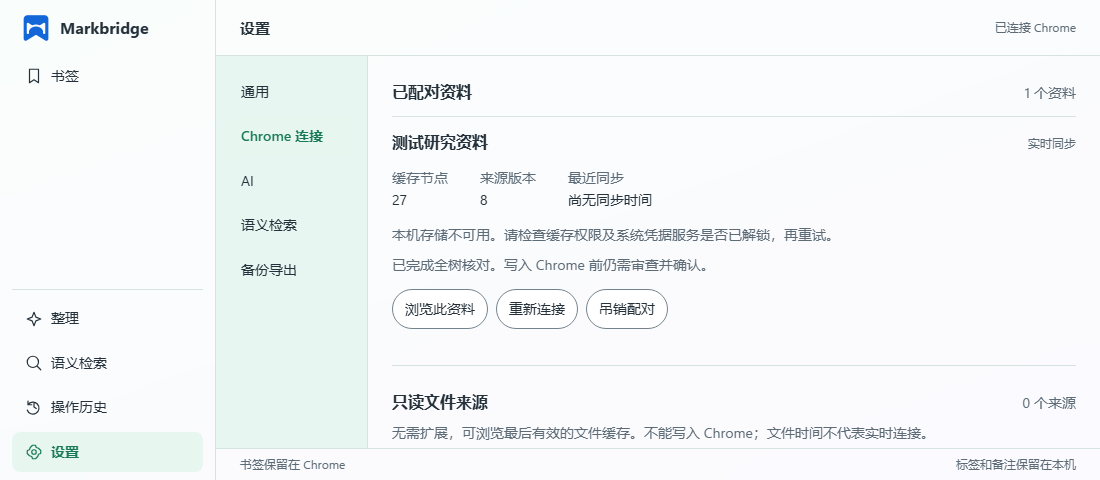 Markbridge
书签
整理
语义检索
操作历史
设置
设置
已连接 Chrome
通用
Chrome 连接
AI
语义检索
备份导出
已配对资料
1 个资料
测试研究资料
实时同步
缓存节点 来源版本 最近同步
27 8 尚无同步时间
本机存储不可用。请检查缓存权限及系统凭据服务是否已解锁，再重试。
已完成全树核对。写入 Chrome 前仍需审查并确认。
浏览此资料 重新连接 吊销配对
只读文件来源
0 个来源
无需扩展，可浏览最后有效的文件缓存。不能写入 Chrome；文件时间不代表实时连接。
书签保留在 Chrome
标签和备注保留在本机